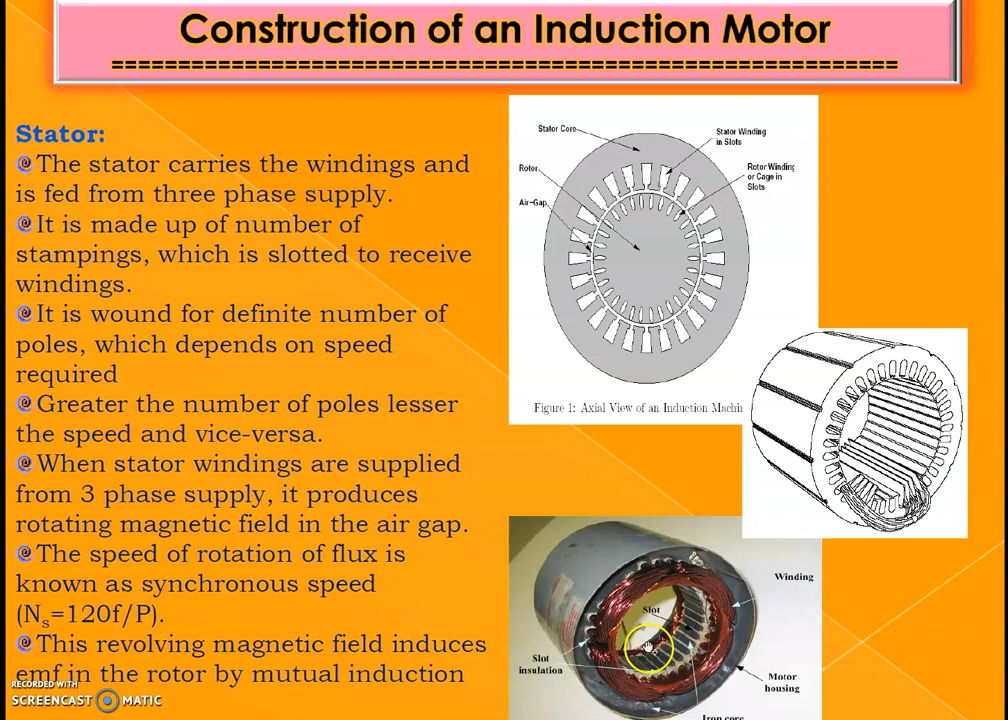 Construction of an Induction Motor
===========================================================
Stator:
The stator carries the windings and
is fed from three phase supply.
It is made up of number of
stampings, which is slotted to receive
windings.
It is wound for definite number of
poles, which depends on speed
required
Greater the number of poles lesser
the speed and vice-versa.
When stator windings are supplied
from 3 phase supply, it produces
rotating magnetic field in the air gap.
The speed of rotation of flux is
known as synchronous speed
(Ns=120f/P).
This revolving magnetic field induces
emf in the rotor by mutual induction
Stator Core
Stator Winding
in Slots
Rotor
Rotor Winding
or Cage in
Slots
Air-Gap
Figure 1: Axial View of an Induction Machin
Winding
Slot
Slot
insulation
Motor
housing
Iron core
RECORDED WITH
SCREENCAST MATIC